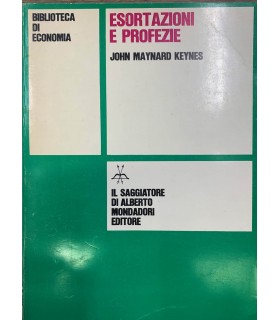 BIBLIOTECA
DI
ECONOMIA
ESORTAZIONI
E PROFEZIE
JOHN MAYNARD KEYNES
IL SAGGIATORE
DI ALBERTO
MONDADORI
EDITORE